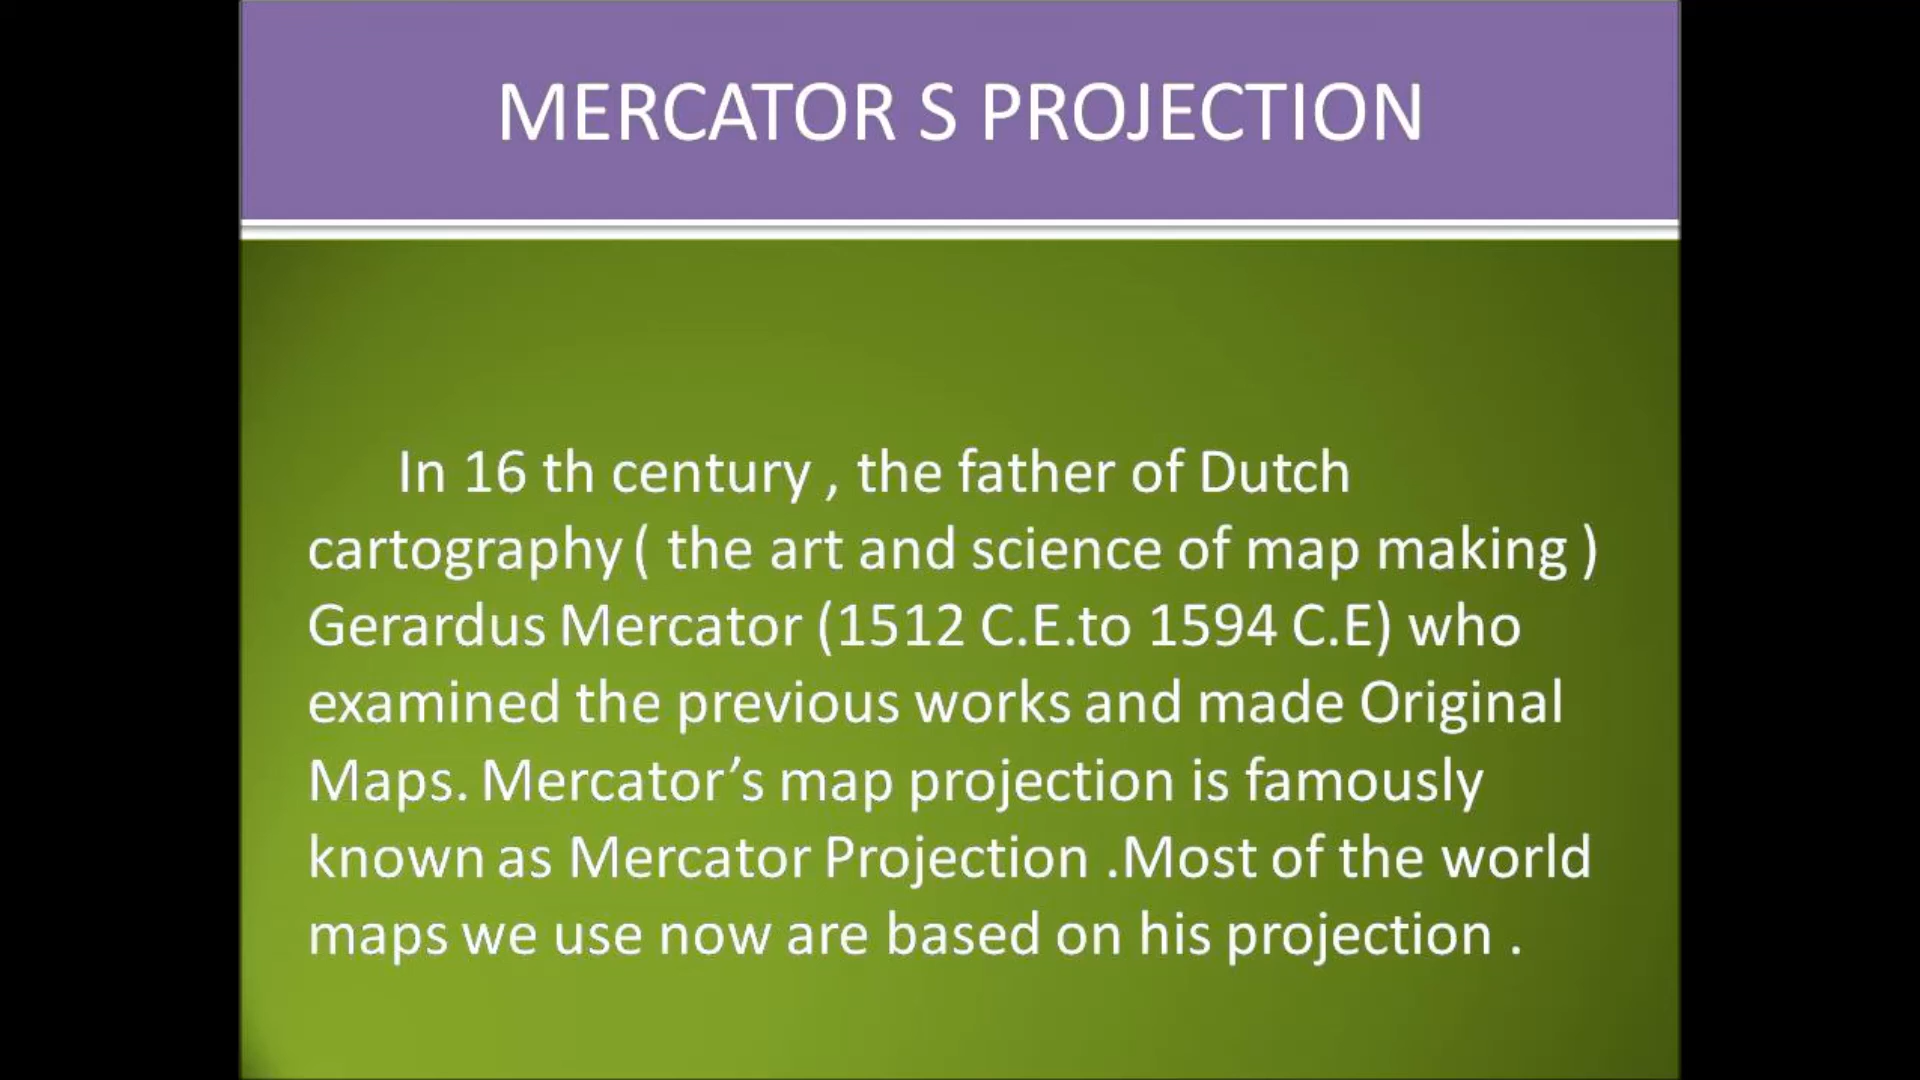 MERCATOR S PROJECTION
In 16 th century , the father of Dutch
cartography ( the art and science of map making )
Gerardus Mercator (1512 C.E.to 1594 C.E) who
examined the previous works and made Original
Maps. Mercator’s map projection is famously
known as Mercator Projection .Most of the world
maps we use now are based on his projection .